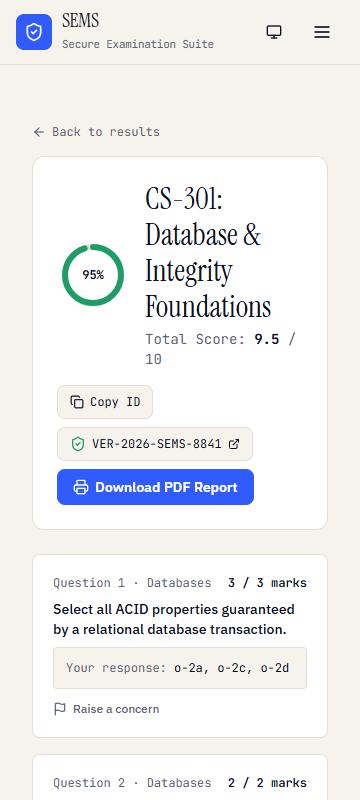 SEMS
Secure Examination Suite
Back to results
95%
CS-301:
Database &
Integrity
Foundations
Total Score: 9.5 /
10
Copy ID
VER-2026-SEMS-8841
Download PDF Report
Question 1 · Databases 3 / 3 marks
Select all ACID properties guaranteed
by a relational database transaction.
Your response: o-2a, o-2c, o-2d
Raise a concern
Question 2 · Databases 2 / 2 marks